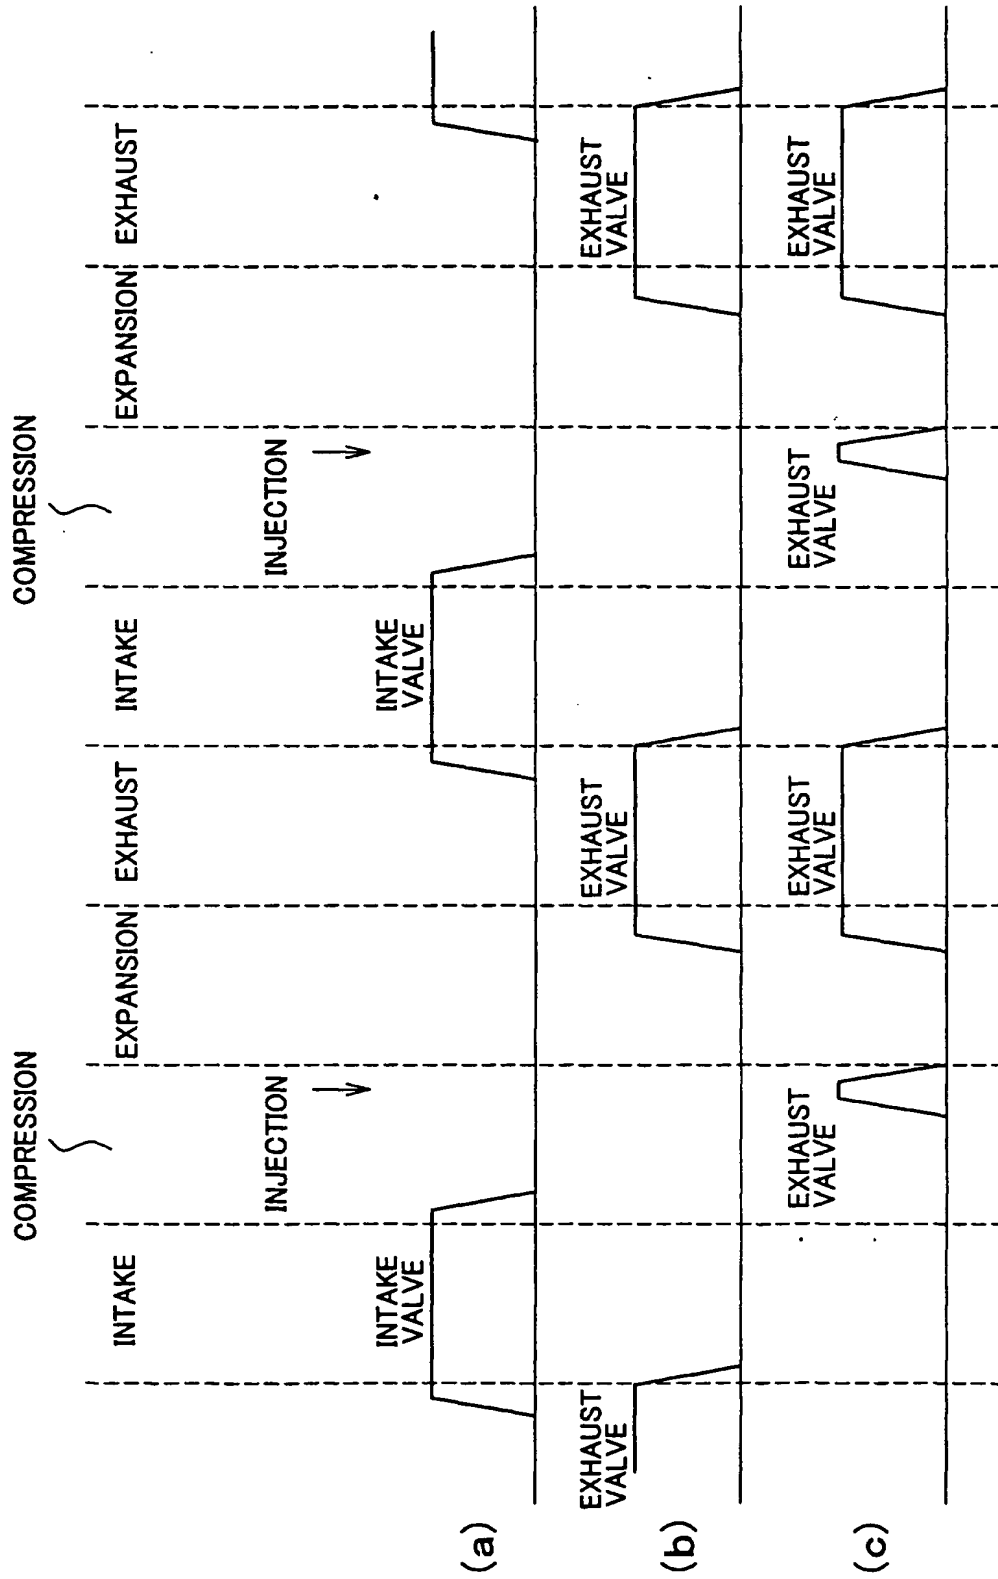 COMPRESSION
COMPRESSION
INTAKE
EXPANSION
EXHAUST
INTAKE
EXPANSION
EXHAUST
INJECTION
INJECTION
(a)
INTAKE
VALVE
INTAKE
VALVE
(b)
EXHAUST
VALVE
EXHAUST
VALVE
EXHAUST
VALVE
(c)
EXHAUST
VALVE
EXHAUST
VALVE
EXHAUST
VALVE
EXHAUST
VALVE